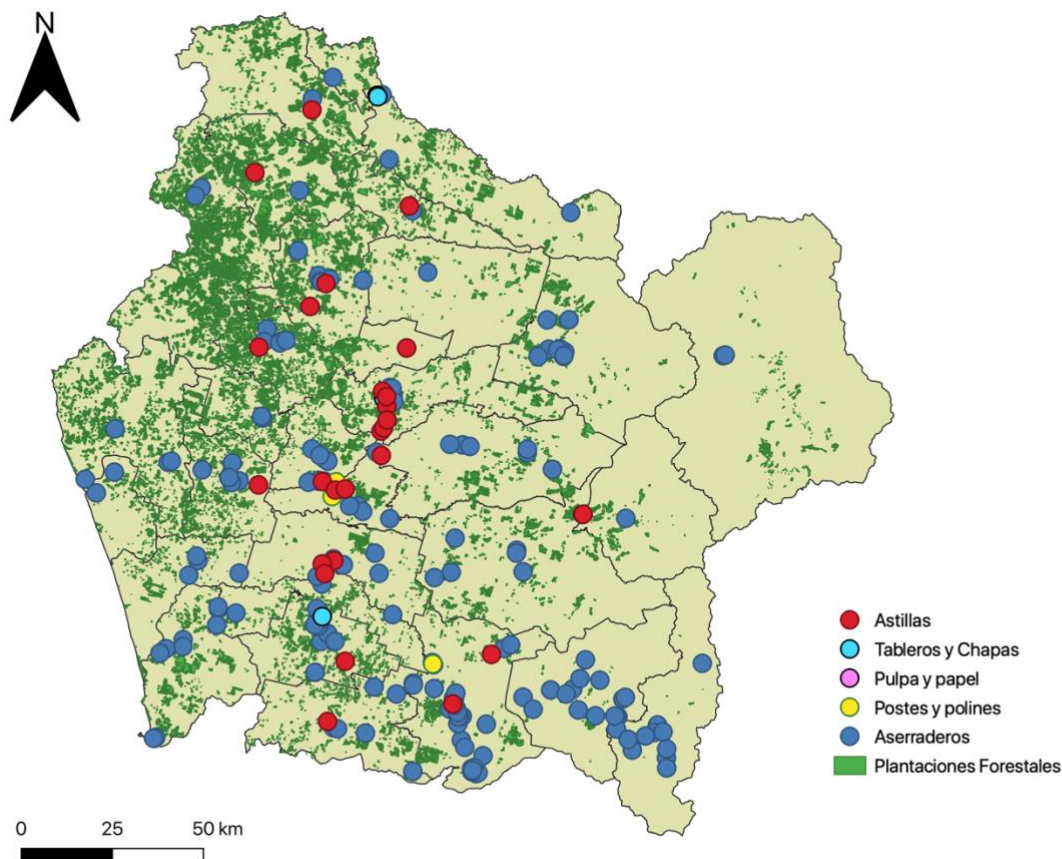 N
Astillas
Tableros y Chapas
Pulpa y papel
Postes y polines
Aserraderos
Plantaciones Forestales
0 25 50 km